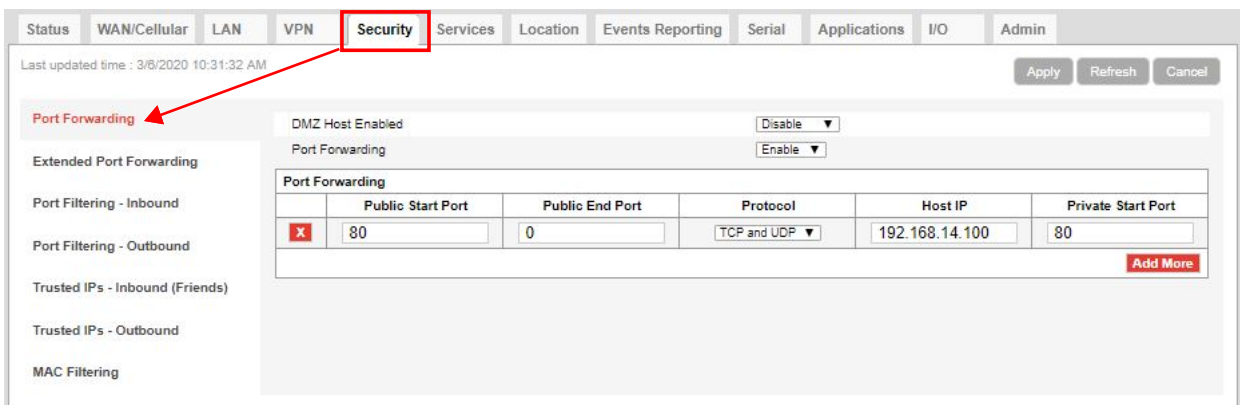 Status WAN/Cellular LAN VPN Security Services Location Events Reporting Serial Applications I/O Admin
Last updated time : 3/6/2020 10:31:32 AM
Apply Refresh Cancel
Port Forwarding
DMZ Host Enabled Disable ▼
Port Forwarding Enable ▼
Extended Port Forwarding
Port Forwarding
Port Filtering - Inbound
Public Start Port Public End Port Protocol Host IP Private Start Port
X 80 0 TCP and UDP ▼ 192.168.14.100 80
Port Filtering - Outbound
Add More
Trusted IPs - Inbound (Friends)
Trusted IPs - Outbound
MAC Filtering